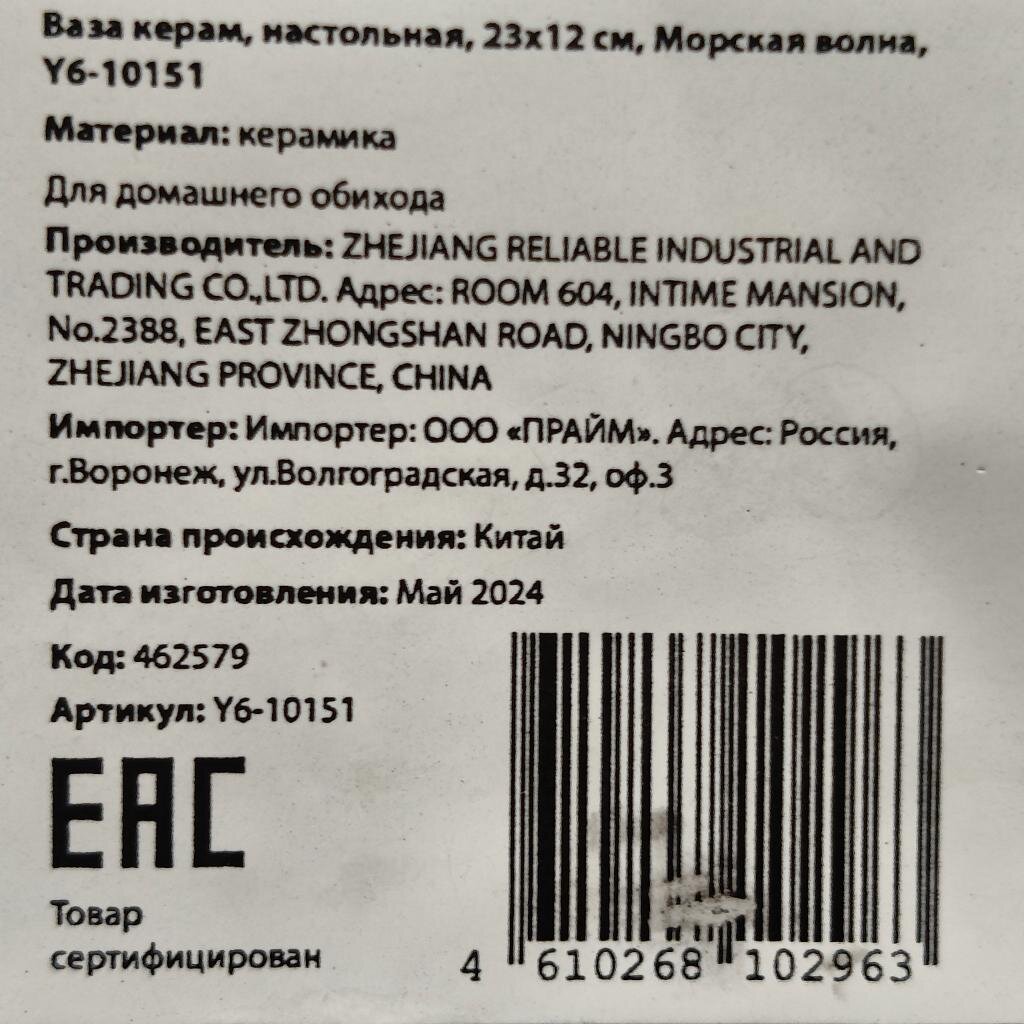 Ваза керам, настольная, 23х12 см, Морская волна,
Y6-10151
Материал: керамика
Для домашнего обихода
Производитель: ZHEJIANG RELIABLE INDUSTRIAL AND
TRADING CO.,LTD. Адрес: ROOM 604, INTIME MANSION,
No.2388, EAST ZHONGSHAN ROAD, NINGBO CITY,
ZHEJIANG PROVINCE, CHINA
Импортер: Импортер: ООО «ПРАЙМ». Адрес: Россия,
г.Воронеж, ул.Волгоградская, д.32, оф.3
Страна происхождения: Китай
Дата изготовления: Май 2024
Код: 462579
Артикул: Y6-10151
EAC
Товар
сертифицирован
4 610268 102963